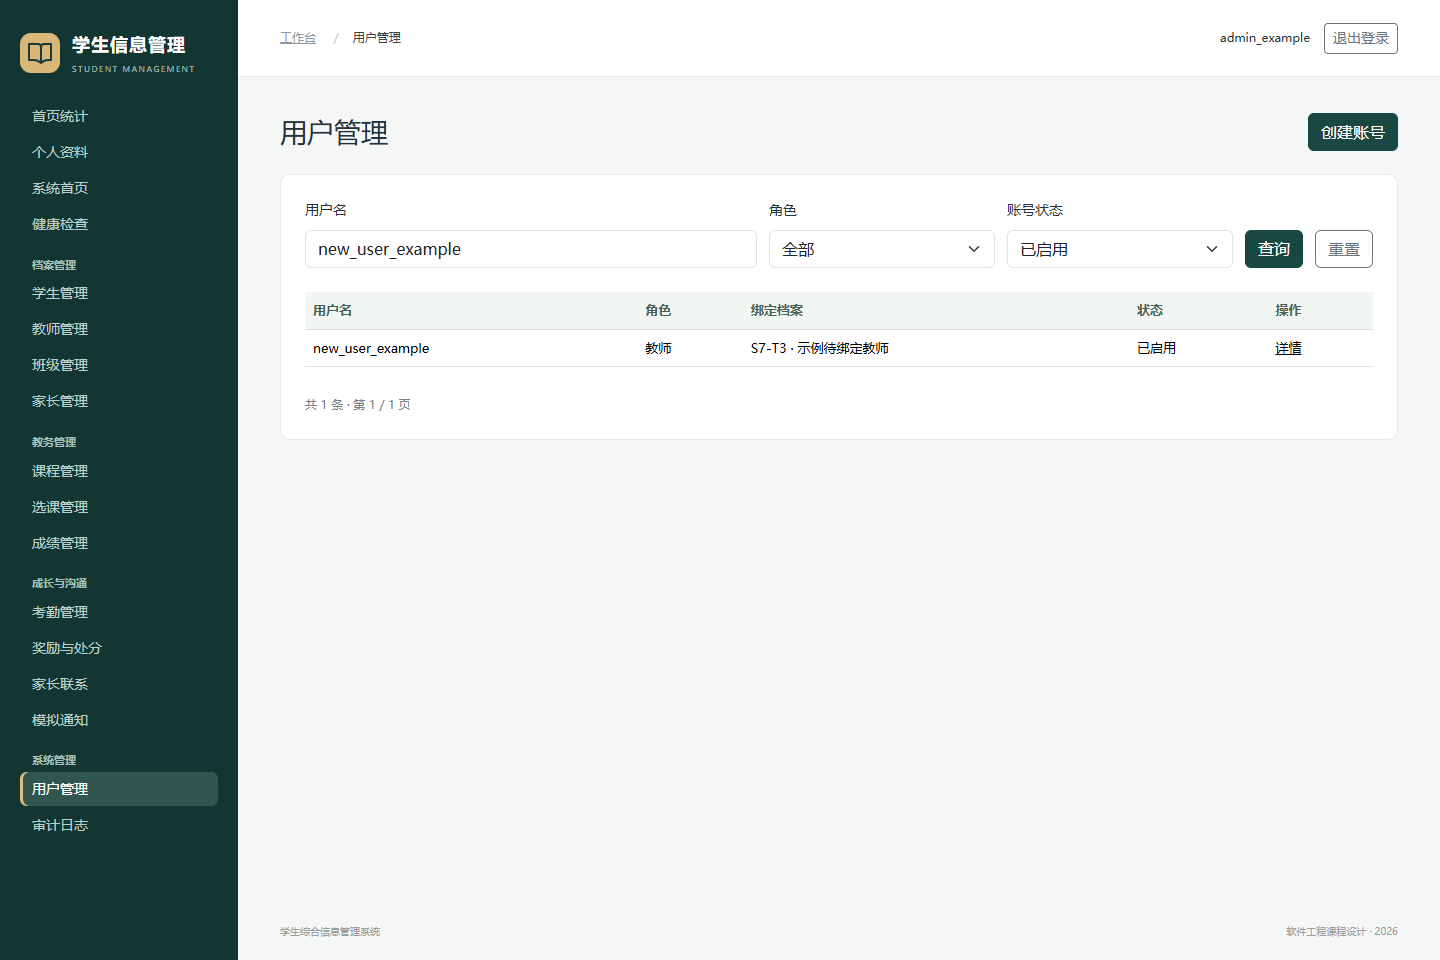 学生信息管理
STUDENT MANAGEMENT
首页统计
个人资料
系统首页
健康检查
档案管理
学生管理
教师管理
班级管理
家长管理
教务管理
课程管理
选课管理
成绩管理
成长与沟通
考勤管理
奖励与处分
家长联系
模拟通知
系统管理
用户管理
审计日志
工作台 / 用户管理
admin_example 退出登录
用户管理
创建账号
用户名 角色 账号状态
new_user_example 全部 已启用 查询 重置
用户名 角色 绑定档案 状态 操作
new_user_example 教师 S7-T3 · 示例待绑定教师 已启用 详情
共 1 条 · 第 1 / 1 页
学生综合信息管理系统
软件工程课程设计 · 2026